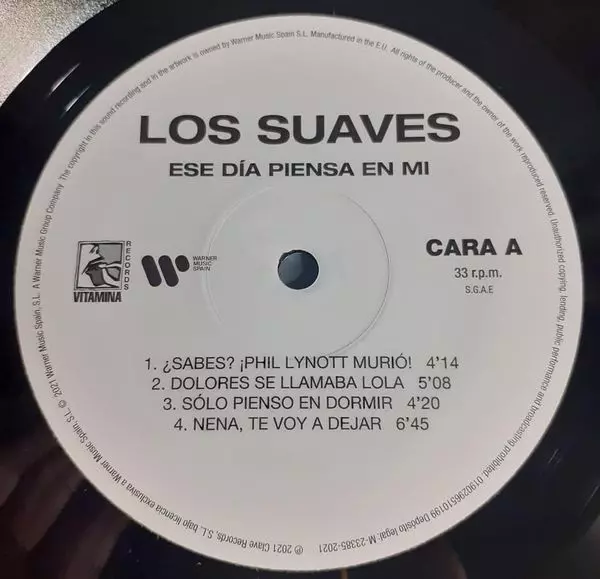 LOS SUAVES
ESE DÍA PIENSA EN MI
VITAMINA
RECORDS
WARNER
MUSIC
SPAIN
CARA A
33 r.p.m.
S.G.A.E
1. ¿SABES? ¡PHIL LYNOTT MURIÓ! 4'14
2. DOLORES SE LLAMABA LOLA 5'08
3. SÓLO PIENSO EN DORMIR 4'20
4. NENA, TE VOY A DEJAR 6'45
℗ 2021 Clave Records, S.L. bajo licencia exclusiva a Warner Music Spain, S.L. © 2021 Warner Music Spain, S.L. A Warner Music Group Company. The copyright in this sound recording and in the artwork is owned by Warner Music Spain S.L. Manufactured in the E.U. All rights of the producer and the owner of the work reproduced reserved. Unauthorized copying, lending, public performance and broadcasting prohibited. 0190296510199 Depósito legal: M-23385-2021